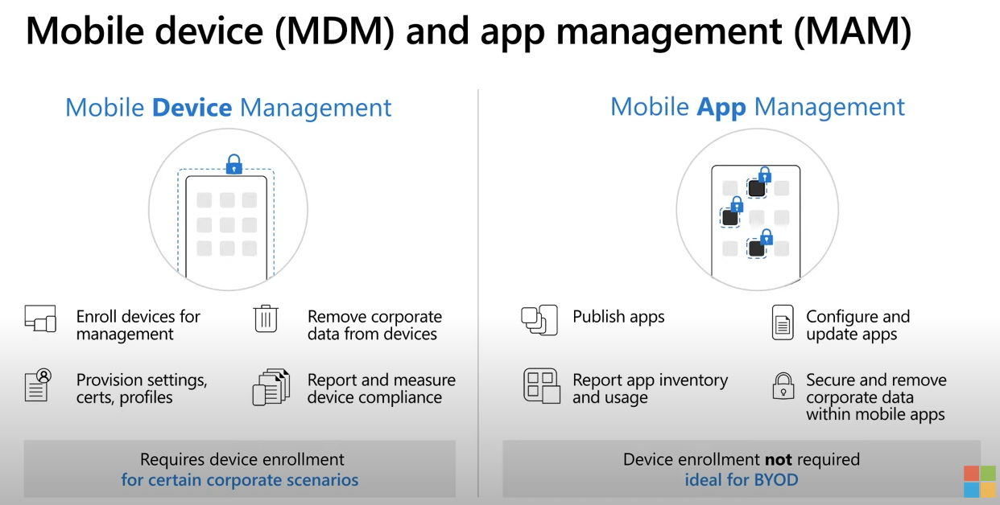 Mobile device (MDM) and app management (MAM)
Mobile Device Management
Enroll devices for
management
Remove corporate
data from devices
Provision settings,
certs, profiles
Report and measure
device compliance
Requires device enrollment
for certain corporate scenarios
Mobile App Management
Publish apps
Configure and
update apps
Report app inventory
and usage
Secure and remove
corporate data
within mobile apps
Device enrollment not required
ideal for BYOD